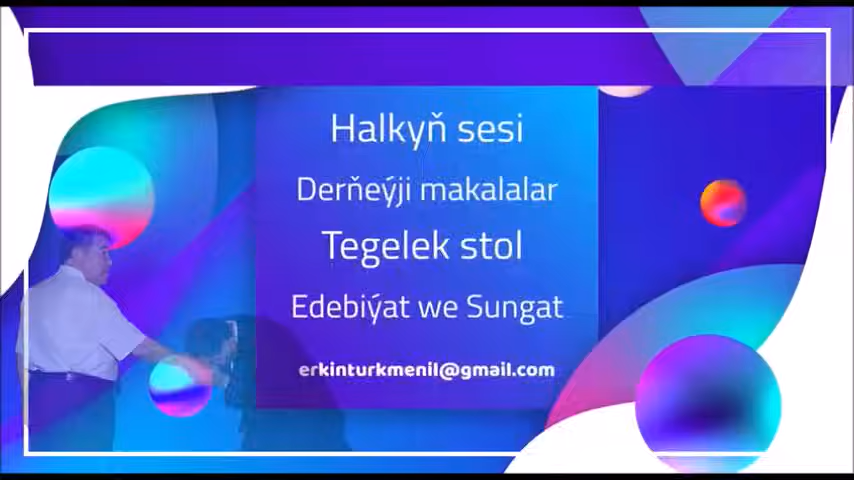 Halkyň sesi
Derňeýji makalalar
Tegelek stol
Edebiýat we Sungat
erkinturkmenil@gmail.com